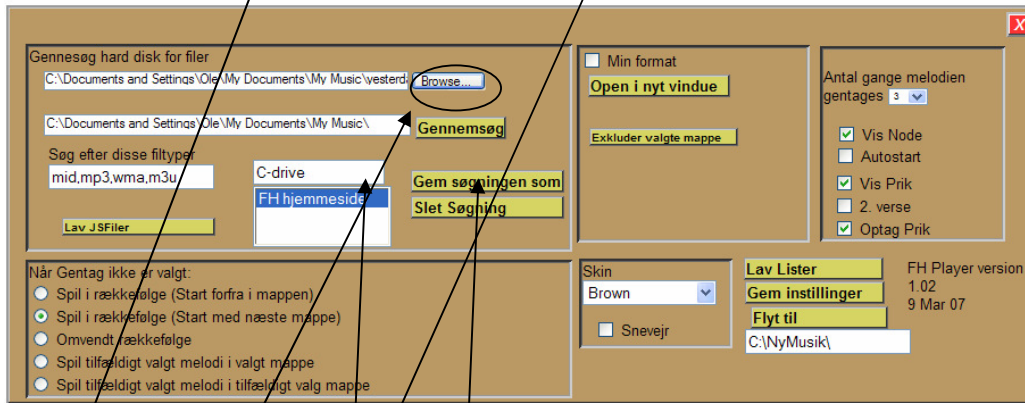 X
Gennesøg hard disk for filer
C:\Documents and Settings\Ole\My Documents\My Music\yesterd
Browse...
C:\Documents and Settings\Ole\My Documents\My Music\
Gennemsøg
Søg efter disse filtyper
mid,mp3,wma,m3u
C-drive
FH hjemmeside
Gem søgningen som
Slet Søgning
Lav JSFiler
Min format
Open i nyt vindue
Exkluder valgte mappe
Antal gange melodien
gentages 3
Vis Node
Autostart
Vis Prik
2. verse
Optag Prik
Når Gentag ikke er valgt:
Spil i rækkefølge (Start forfra i mappen)
Spil i rækkefølge (Start med næste mappe)
Omvendt rækkefølge
Spil tilfældigt valgt melodi i valgt mappe
Spil tilfældigt valgt melodi i tilfældigt valg mappe
Skin
Brown
Snevejr
Lav Lister
Gem instillinger
Flyt til
C:\NyMusik\
FH Player version
1.02
9 Mar 07